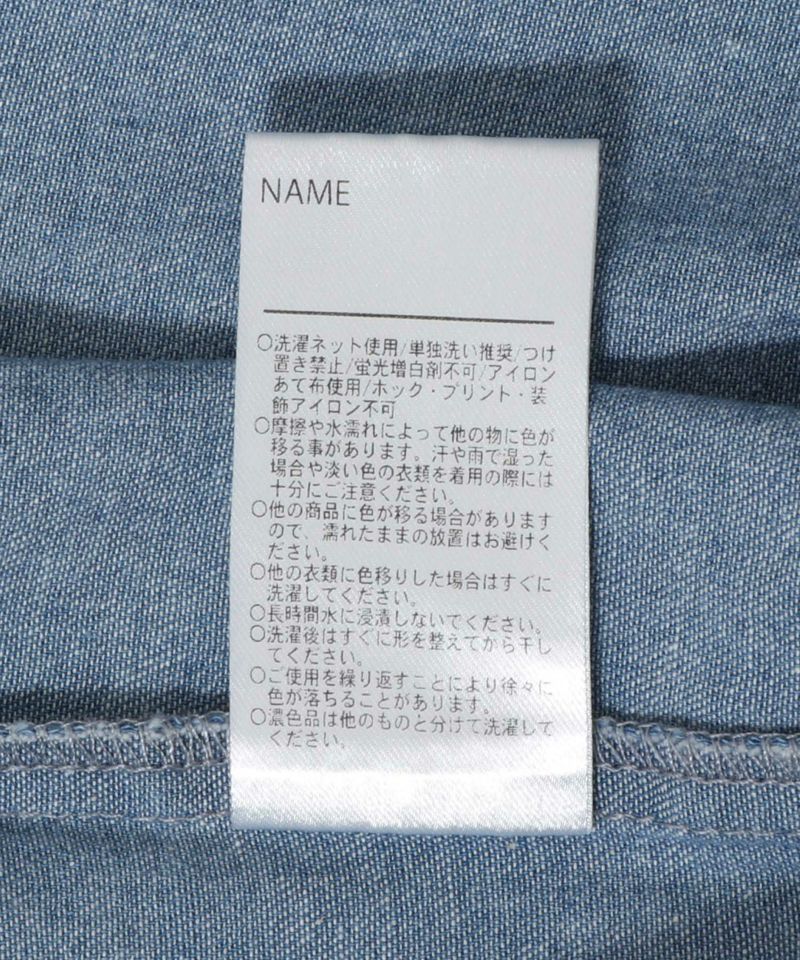 NAME
○洗濯ネット使用/単独洗い推奨/つけ
置き禁止/蛍光増白剤不可/アイロン
あて布使用/ホック・プリント・装
飾アイロン不可
○摩擦や水濡れによって他の物に色が
移る事があります。汗や雨で湿った
場合や淡い色の衣類を着用の際には
十分にご注意ください。
○他の商品に色が移る場合があります
ので、濡れたままの放置はお避けく
ださい。
○他の衣類に色移りした場合はすぐに
洗濯してください。
○長時間水に浸漬しないでください。
○洗濯後はすぐに形を整えてから干し
てください。
○ご使用を繰り返すことにより徐々に
色が落ちることがあります。
○濃色品は他のものと分けて洗濯して
ください。